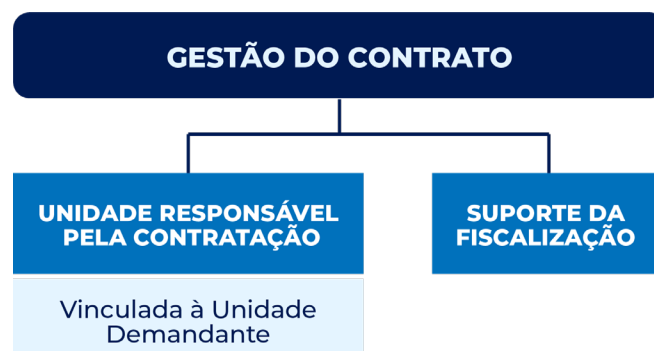 GESTÃO DO CONTRATO
UNIDADE RESPONSÁVEL
PELA CONTRATAÇÃO
SUPORTE DA
FISCALIZAÇÃO
Vinculada à Unidade
Demandante